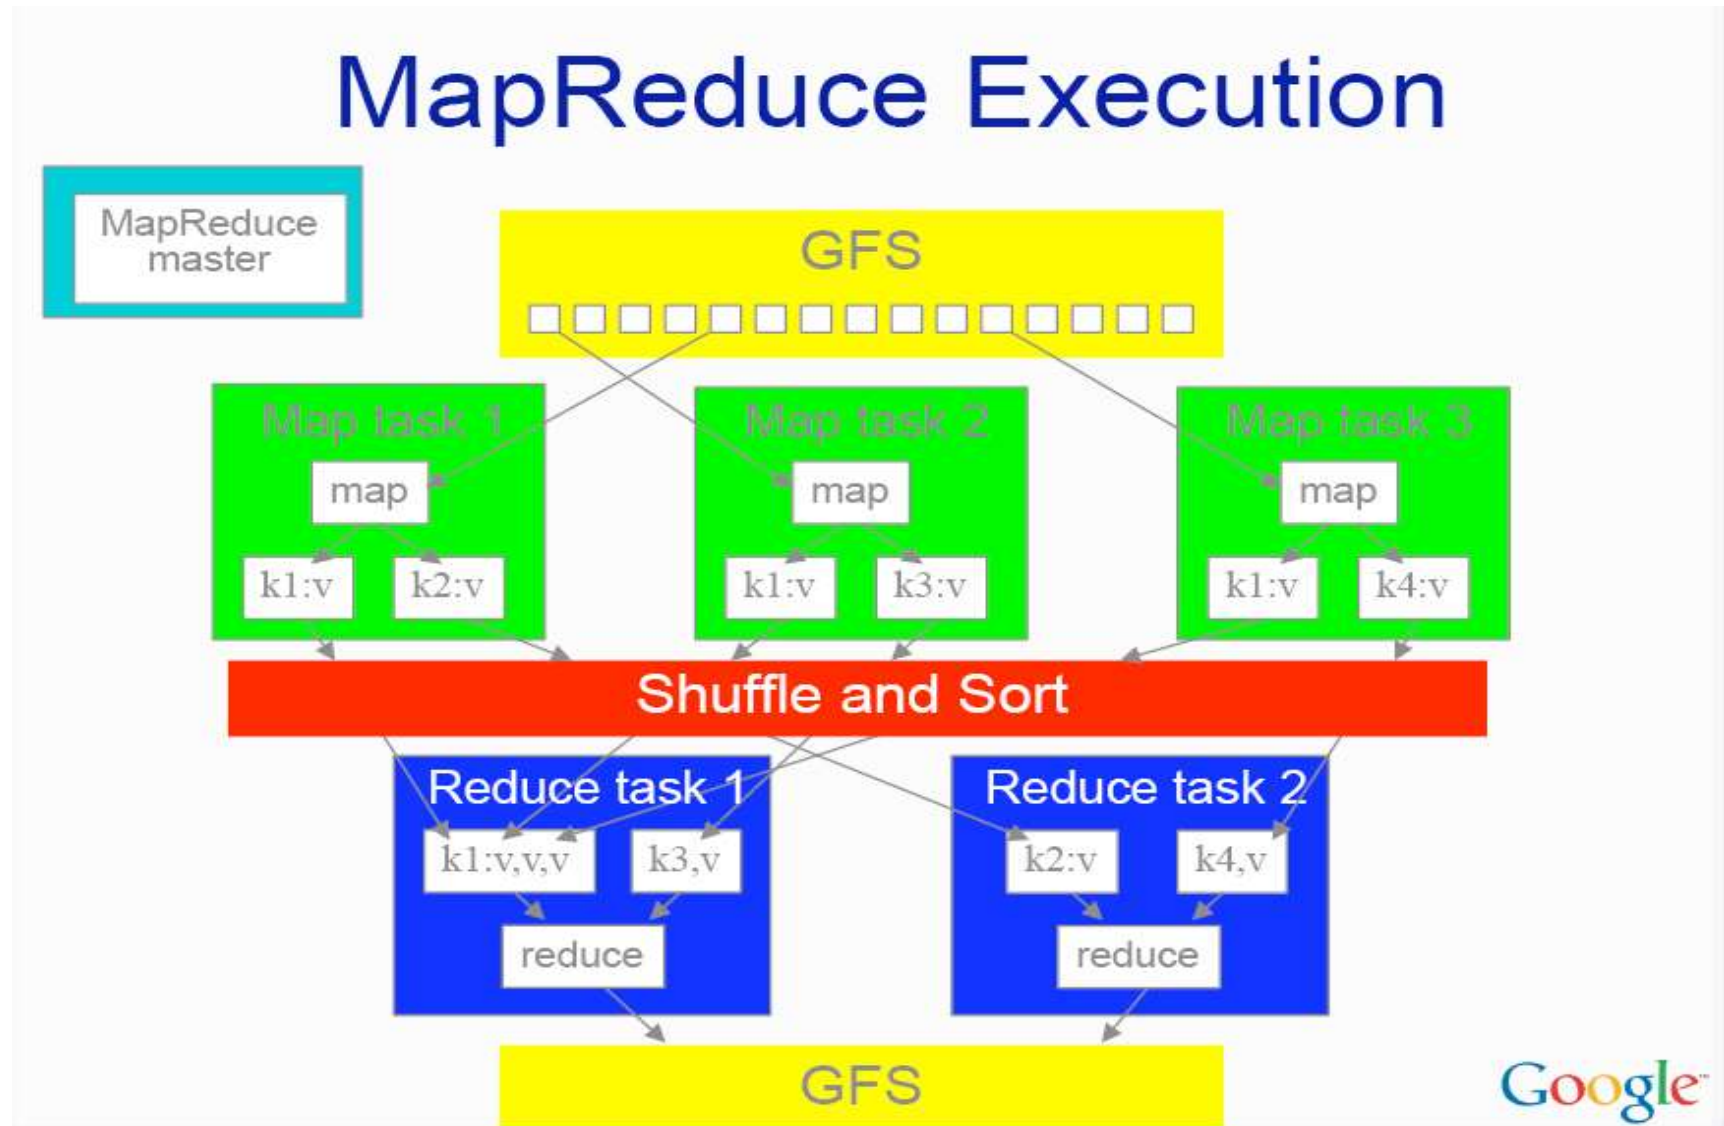 MapReduce Execution
MapReduce
master
GFS
Map task 1
Map task 2
Map task 3
map
map
map
k1:v
k2:v
k1:v
k3:v
k1:v
k4:v
Shuffle and Sort
Reduce task 1
Reduce task 2
k1:v,v,v
k3,v
k2:v
k4,v
reduce
reduce
GFS
Google™